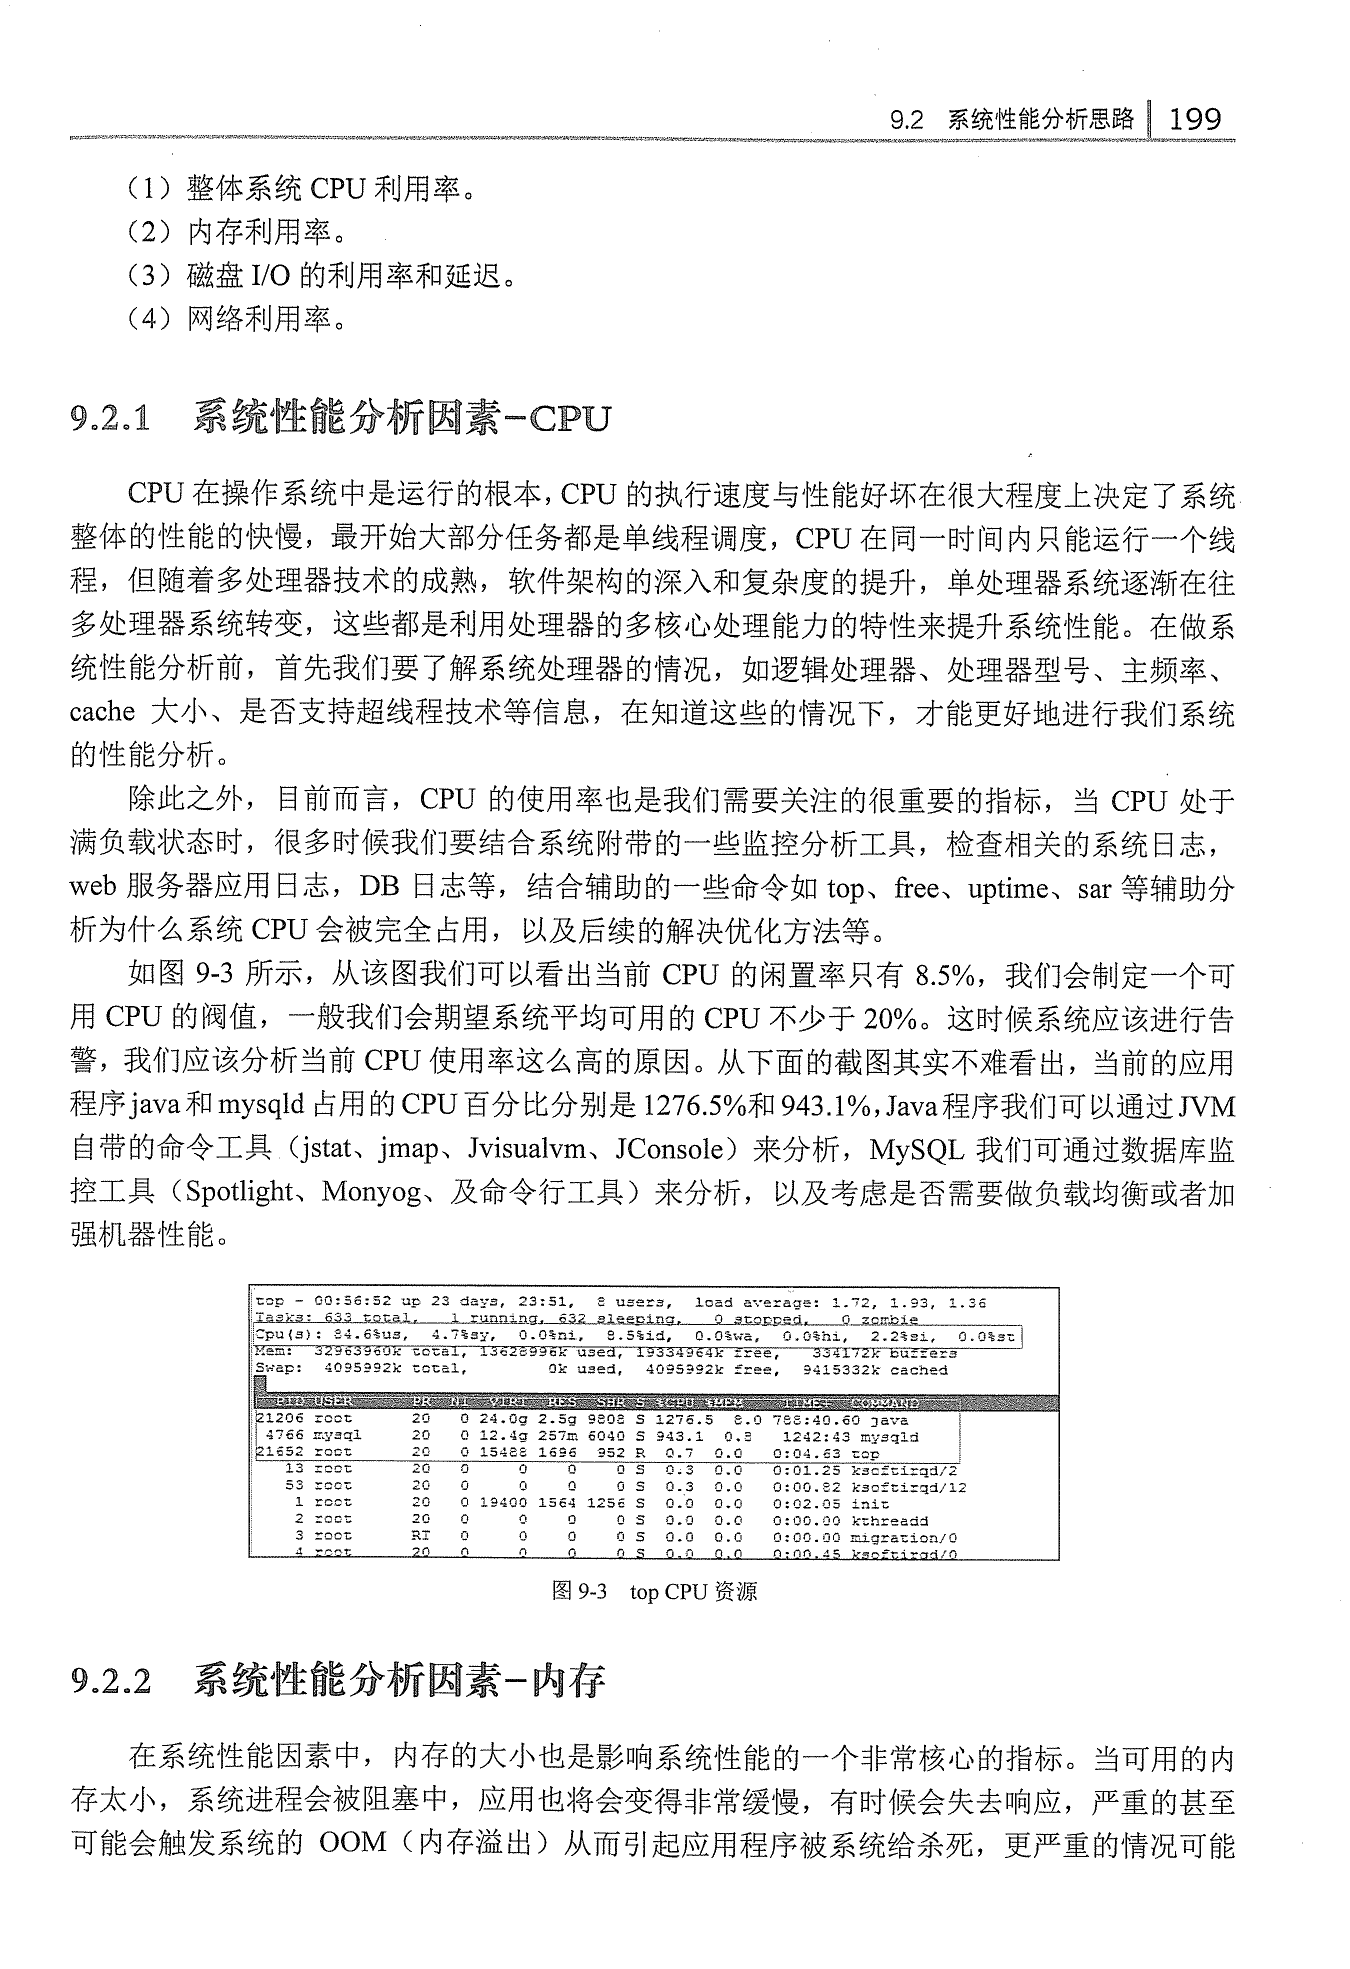 9.2 系统性能分析思路 199
（1）整体系统 CPU 利用率。
（2）内存利用率。
（3）磁盘 I/O 的利用率和延迟。
（4）网络利用率。
9.2.1 系统性能分析因素-CPU
CPU 在操作系统中是运行的根本，CPU 的执行速度与性能好坏在很大程度上决定了系统
整体的性能的快慢，最开始大部分任务都是单线程调度，CPU 在同一时间内只能运行一个线
程，但随着多处理器技术的成熟，软件架构的深入和复杂度的提升，单处理器系统逐渐在往
多处理器系统转变，这些都是利用处理器的多核心处理能力的特性来提升系统性能。在做系
统性能分析前，首先我们要了解系统处理器的情况，如逻辑处理器、处理器型号、主频率、
cache 大小、是否支持超线程技术等信息，在知道这些的情况下，才能更好地进行我们系统
的性能分析。
除此之外，目前而言，CPU 的使用率也是我们需要关注的很重要的指标，当 CPU 处于
满负载状态时，很多时候我们要结合系统附带的一些监控分析工具，检查相关的系统日志，
web 服务器应用日志，DB 日志等，结合辅助的一些命令如 top、free、uptime、sar 等辅助分
析为什么系统 CPU 会被完全占用，以及后续的解决优化方法等。
如图 9-3 所示，从该图我们可以看出当前 CPU 的闲置率只有 8.5%，我们会制定一个可
用 CPU 的阀值，一般我们会期望系统平均可用的 CPU 不少于 20%。这时候系统应该进行告
警，我们应该分析当前 CPU 使用率这么高的原因。从下面的截图其实不难看出，当前的应用
程序 java 和 mysqld 占用的 CPU 百分比分别是 1276.5%和 943.1%，Java 程序我们可以通过 JVM
自带的命令工具（jstat、jmap、Jvisualvm、JConsole）来分析，MySQL 我们可通过数据库监
控工具（Spotlight、Monyog、及命令行工具）来分析，以及考虑是否需要做负载均衡或者加
强机器性能。
top - 00:56:52 up 23 days, 23:51, 8 users, load average: 1.72, 1.93, 1.36
Tasks: 633 total, 1 running, 632 sleeping, 0 stopped, 0 zombie
Cpu(s): 84.6%us, 4.7%sy, 0.0%ni, 8.5%id, 0.0%wa, 0.0%hi, 2.2%si, 0.0%st
Mem: 32963960k total, 13628996k used, 19334964k free, 334172k buffers
Swap: 4095992k total, 0k used, 4095992k free, 9415332k cached
PID USER PR NI VIRT RES SHR S %CPU %MEM TIME+ COMMAND
21206 root 20 0 24.0g 2.5g 9808 S 1276.5 8.0 788:40.60 java
4766 mysql 20 0 12.4g 257m 6040 S 943.1 0.8 1242:43 mysqld
21652 root 20 0 15488 1696 952 R 0.7 0.0 0:04.63 top
13 root 20 0 0 0 0 S 0.3 0.0 0:01.25 ksoftirqd/2
53 root 20 0 0 0 0 S 0.3 0.0 0:00.82 ksoftirqd/12
1 root 20 0 19400 1564 1256 S 0.0 0.0 0:02.05 init
2 root 20 0 0 0 0 S 0.0 0.0 0:00.00 kthreadd
3 root RT 0 0 0 0 S 0.0 0.0 0:00.00 migration/0
4 root 20 0 0 0 0 S 0.0 0.0 0:00.45 ksoftirqd/0
图 9-3 top CPU 资源
9.2.2 系统性能分析因素-内存
在系统性能因素中，内存的大小也是影响系统性能的一个非常核心的指标。当可用的内
存太小，系统进程会被阻塞中，应用也将会变得非常缓慢，有时候会失去响应，严重的甚至
可能会触发系统的 OOM（内存溢出）从而引起应用程序被系统给杀死，更严重的情况可能